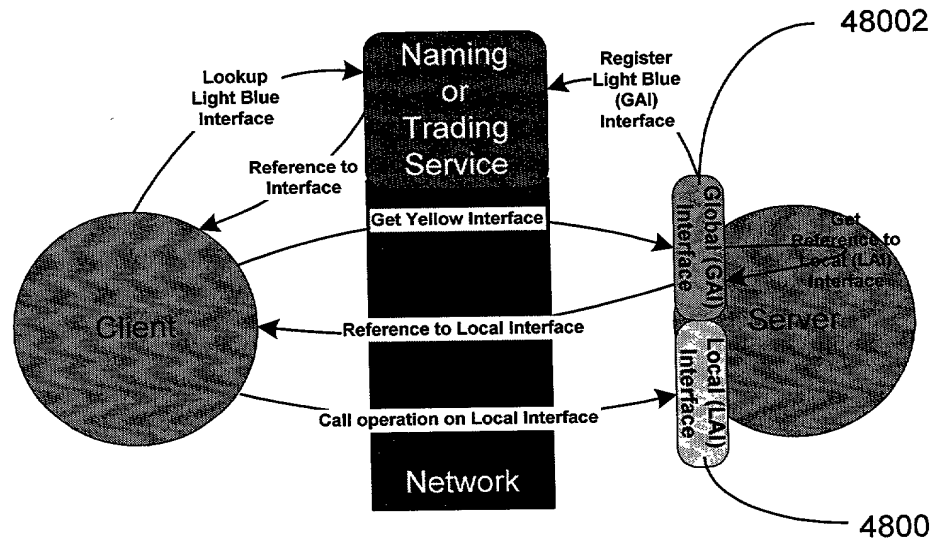 48002
Naming
or
Trading
Service
Lookup
Light Blue
Interface
Register
Light Blue
(GAI)
Interface
Reference to
Interface
Get Yellow Interface
Global (GAI)
Interface
Get
Reference to
Local (LAI)
Interface
Client
Reference to Local Interface
Server
Local (LAI)
Interface
Call operation on Local Interface
Network
4800